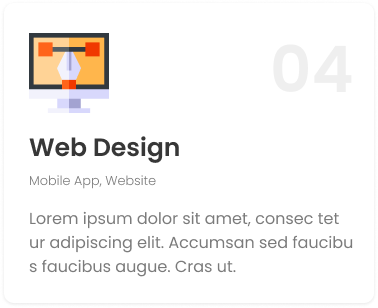 04
Web Design
Mobile App, Website
Lorem ipsum dolor sit amet, consec tet
ur adipiscing elit. Accumsan sed faucibu
s faucibus augue. Cras ut.